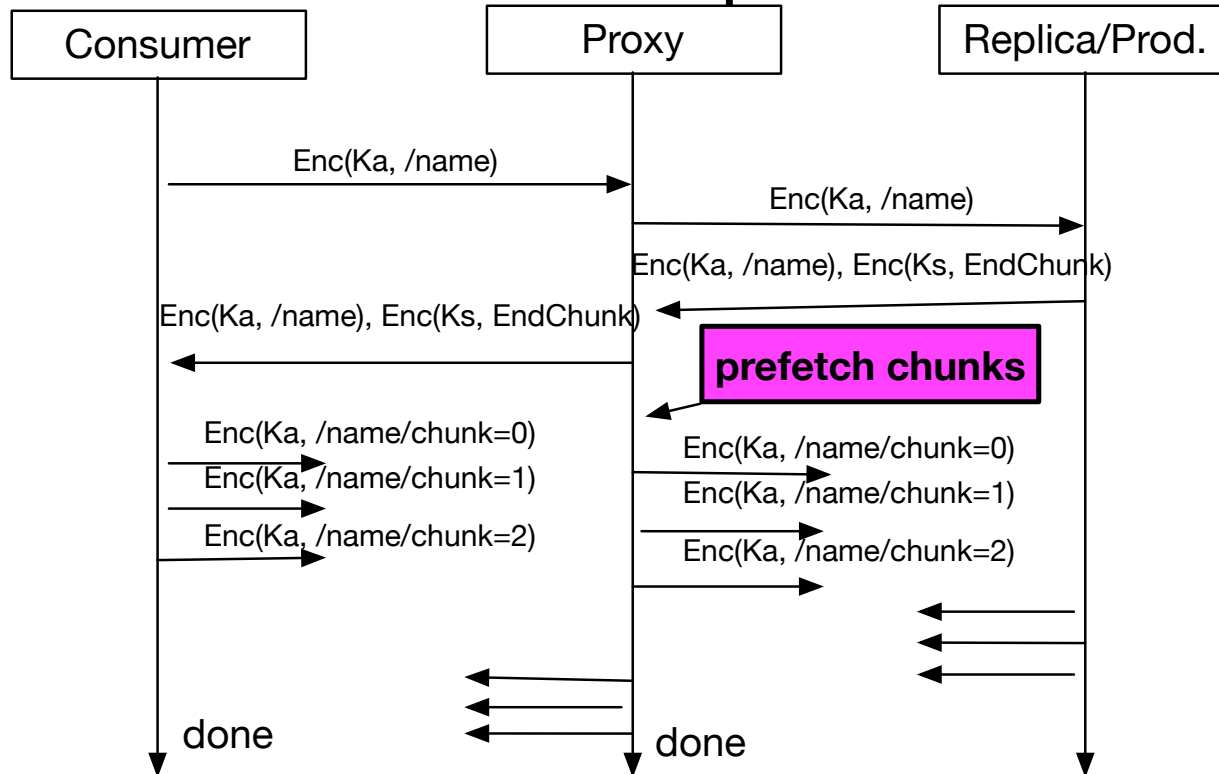 Consumer
Proxy
Replica/Prod.
Enc(Ka, /name)
Enc(Ka, /name)
Enc(Ka, /name), Enc(Ks, EndChunk)
Enc(Ka, /name), Enc(Ks, EndChunk)
prefetch chunks
Enc(Ka, /name/chunk=0)
Enc(Ka, /name/chunk=0)
Enc(Ka, /name/chunk=1)
Enc(Ka, /name/chunk=1)
Enc(Ka, /name/chunk=2)
Enc(Ka, /name/chunk=2)
done
done